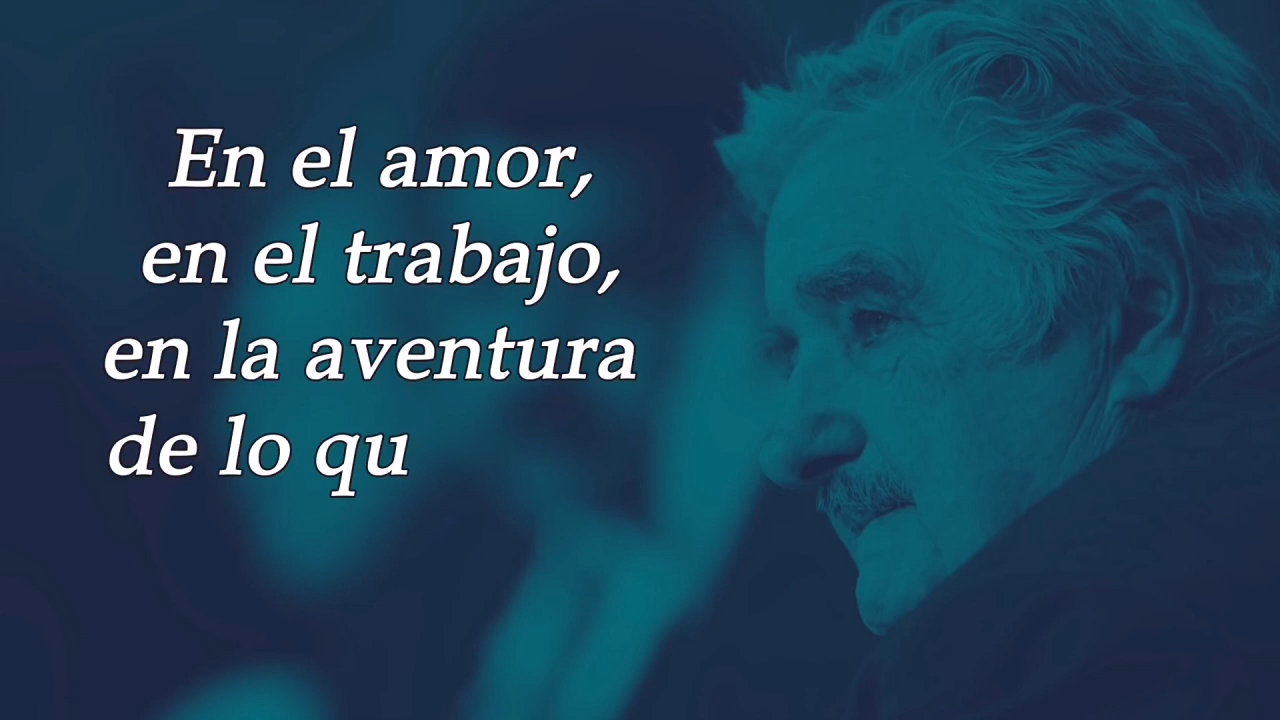 En el amor,
en el trabajo,
en la aventura
de lo qu